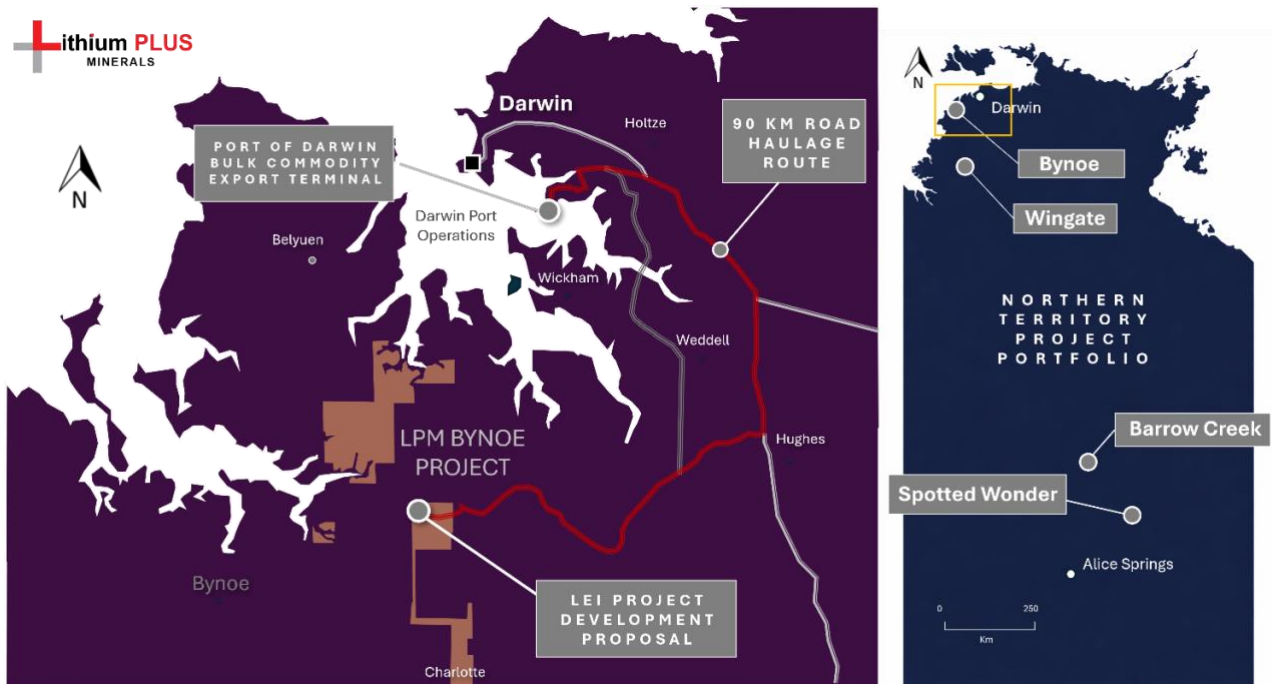 Lithium PLUS
MINERALS
N
PORT OF DARWIN
BULK COMMODITY
EXPORT TERMINAL
Darwin
Holtze
90 KM ROAD
HAULAGE
ROUTE
Darwin Port
Operations
Belyuen
Wickham
Weddell
Hughes
LPM BYNOE
PROJECT
Bynoe
LEI PROJECT
DEVELOPMENT
PROPOSAL
Charlotte
N
Darwin
Bynoe
Wingate
NORTHERN
TERRITORY
PROJECT
PORTFOLIO
Barrow Creek
Spotted Wonder
Alice Springs
0 250
Km